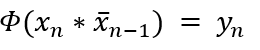 Φ(xₙ * x̄ₙ₋₁) = yₙ